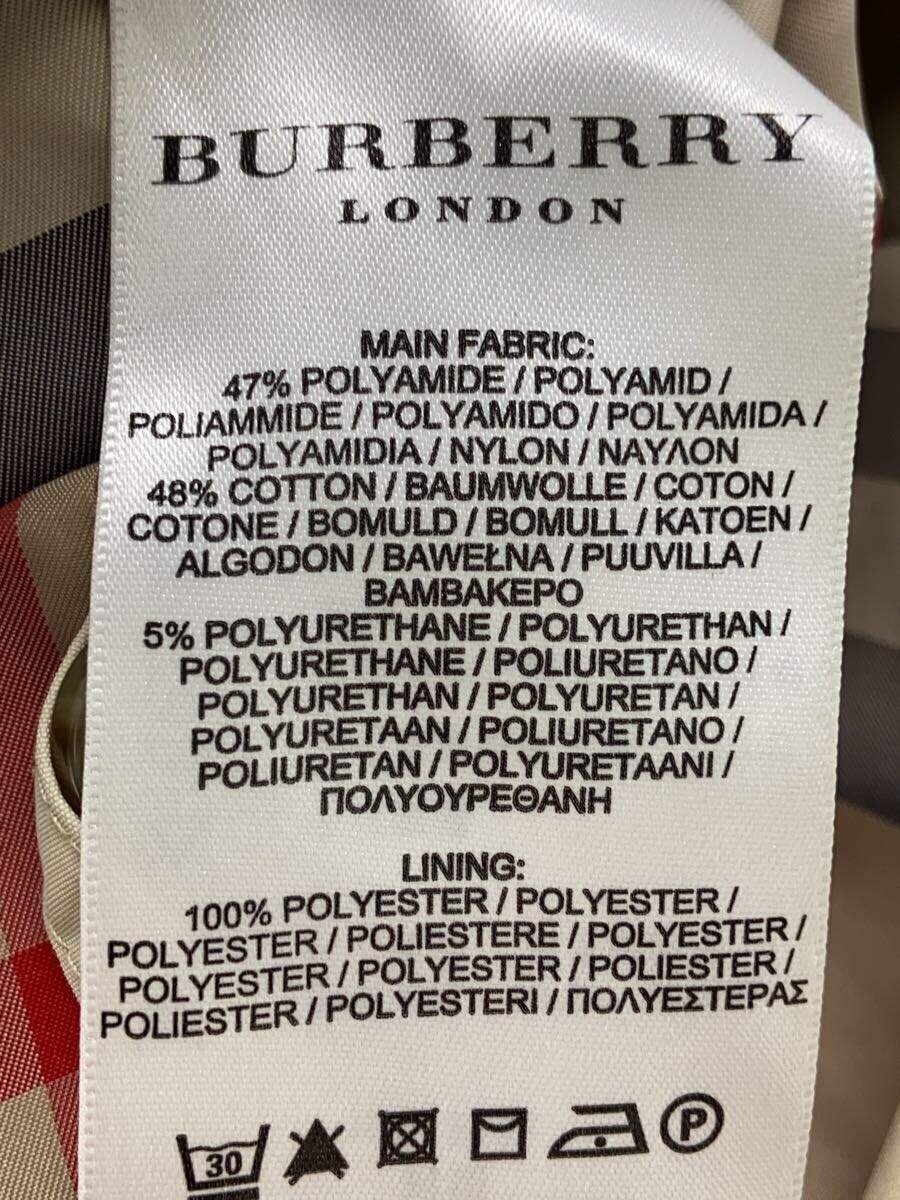 BURBERRY
LONDON
MAIN FABRIC:
47% POLYAMIDE / POLYAMID /
POLIAMMIDE / POLYAMIDO / POLYAMIDA /
POLYAMIDIA / NYLON / ΝΑΥΛΟΝ
48% COTTON / BAUMWOLLE / COTON /
COTONE / BOMULD / BOMULL / KATOEN /
ALGODON / BAWEŁNA / PUUVILLA /
ΒΑΜΒΑΚΕΡΟ
5% POLYURETHANE / POLYURETHAN /
POLYURETHANE / POLIURETANO /
POLYURETHAN / POLYURETAN /
POLYURETAAN / POLIURETANO /
POLIURETAN / POLYURETAANI /
ΠΟΛΥΟΥΡΕΘΑΝΗ
LINING:
100% POLYESTER / POLYESTER /
POLYESTER / POLIESTERE / POLYESTER /
POLYESTER / POLYESTER / POLIESTER /
POLIESTER / POLYESTERI / ΠΟΛΥΕΣΤΕΡΑΣ
30 P